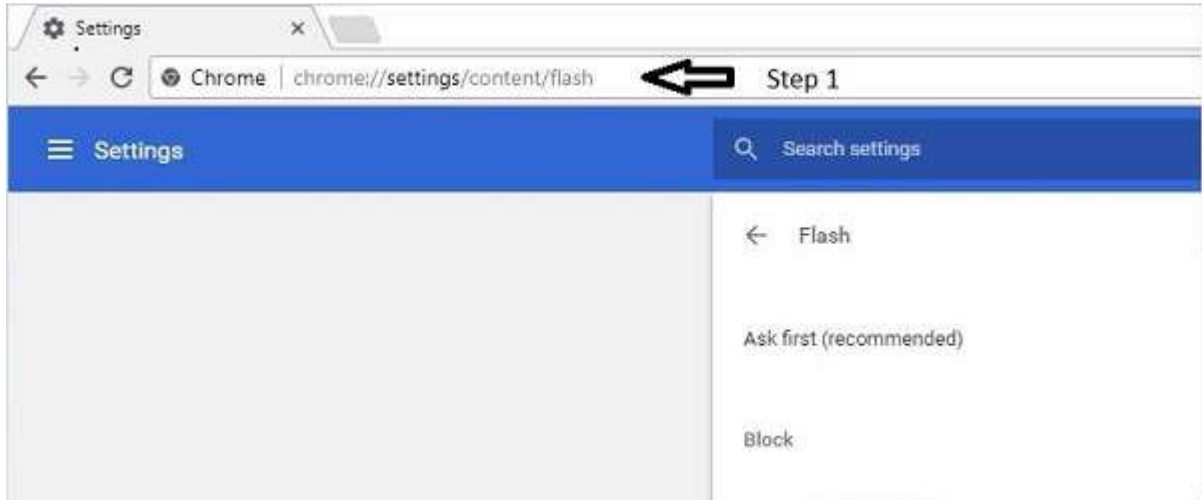 Settings
Chrome | chrome://settings/content/flash Step 1
Settings Search settings
Flash
Ask first (recommended)
Block